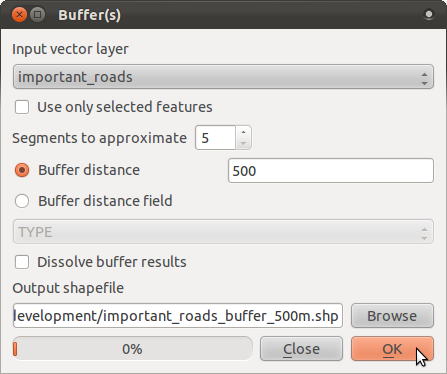 Buffer(s)
Input vector layer
important_roads
Use only selected features
Segments to approximate 5
Buffer distance 500
Buffer distance field
TYPE
Dissolve buffer results
Output shapefile
levelopment/important_roads_buffer_500m.shp Browse
0% Close OK